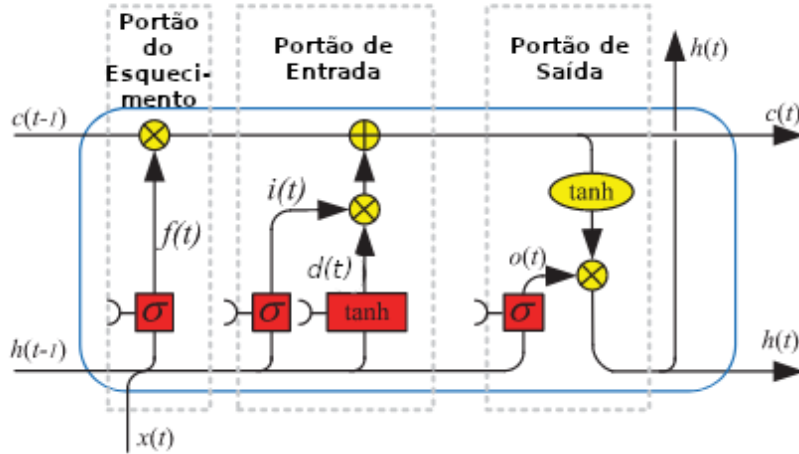 Portão
do
Esqueci-
mento
Portão de
Entrada
Portão de
Saída
h(t)
c(t-1)
c(t)
tanh
i(t)
f(t)
d(t)
o(t)
σ
σ
tanh
σ
h(t-1)
h(t)
x(t)